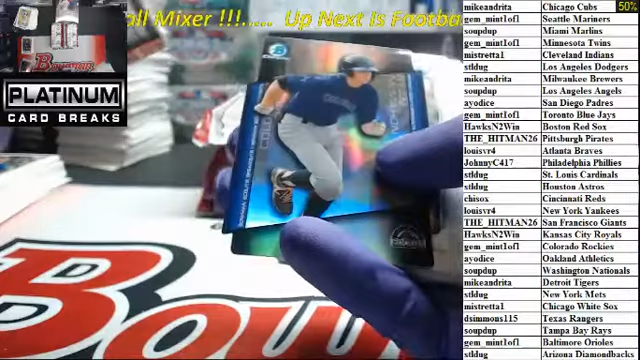 oll Mixer !!!..... Up Next Is Footba
Bowman
PLATINUM
CARD BREAKS
BOW
mikeandrita Chicago Cubs 50%
gem_mint1of1 Seattle Mariners
soupdup Miami Marlins
gem_mint1of1 Minnesota Twins
mistretta1 Cleveland Indians
stldug Los Angeles Dodgers
mikeandrita Milwaukee Brewers
soupdup Los Angeles Angels
ayodice San Diego Padres
gem_mint1of1 Toronto Blue Jays
HawksN2Win Boston Red Sox
THE_HITMAN26 Pittsburgh Pirates
louisvr4 Atlanta Braves
JohnnyC417 Philadelphia Phillies
stldug St. Louis Cardinals
stldug Houston Astros
chisox Cincinnati Reds
louisvr4 New York Yankees
THE_HITMAN26 San Francisco Giants
HawksN2Win Kansas City Royals
gem_mint1of1 Colorado Rockies
ayodice Oakland Athletics
soupdup Washington Nationals
mikeandrita Detroit Tigers
stldug New York Mets
mistretta1 Chicago White Sox
dsimmons115 Texas Rangers
soupdup Tampa Bay Rays
gem_mint1of1 Baltimore Orioles
stldug Arizona Diamondbacks